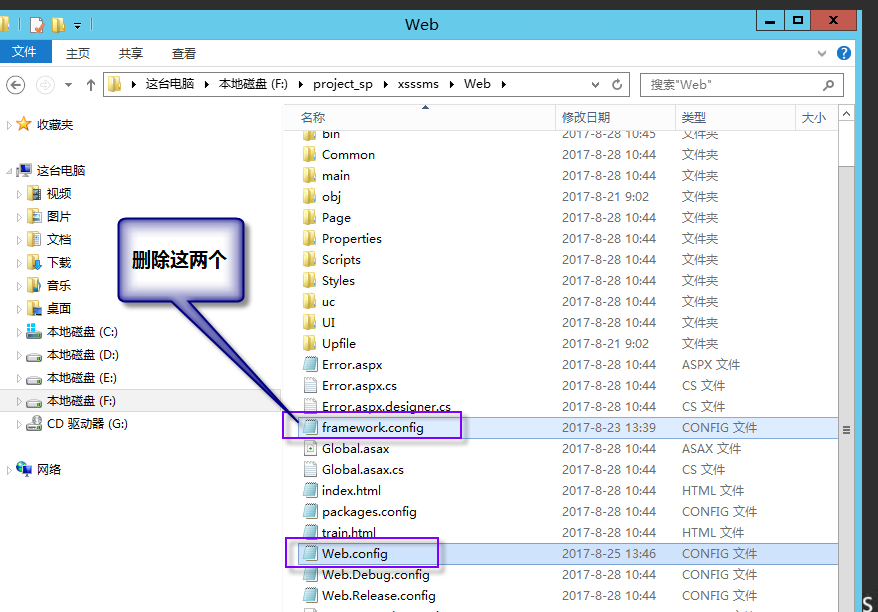 Web
文件 主页 共享 查看
这台电脑 本地磁盘 (F:) project_sp xsssms Web
搜索"Web"
名称 修改日期 类型 大小
收藏夹
这台电脑
视频
图片
文档
下载
音乐
桌面
本地磁盘 (C:)
本地磁盘 (D:)
本地磁盘 (E:)
本地磁盘 (F:)
CD 驱动器 (G:)
网络
删除这两个
bin 2017-8-28 10:45 文件夹
Common 2017-8-28 10:44 文件夹
main 2017-8-28 10:44 文件夹
obj 2017-8-21 9:02 文件夹
Page 2017-8-28 10:44 文件夹
Properties 2017-8-28 10:44 文件夹
Scripts 2017-8-28 10:44 文件夹
Styles 2017-8-28 10:44 文件夹
uc 2017-8-28 10:44 文件夹
UI 2017-8-28 10:44 文件夹
Upfile 2017-8-21 9:02 文件夹
Error.aspx 2017-8-28 10:44 ASPX 文件
Error.aspx.cs 2017-8-28 10:44 CS 文件
Error.aspx.designer.cs 2017-8-28 10:44 CS 文件
framework.config 2017-8-23 13:39 CONFIG 文件
Global.asax 2017-8-28 10:44 ASAX 文件
Global.asax.cs 2017-8-28 10:44 CS 文件
index.html 2017-8-28 10:44 HTML 文件
packages.config 2017-8-28 10:44 CONFIG 文件
train.html 2017-8-28 10:44 HTML 文件
Web.config 2017-8-25 13:46 CONFIG 文件
Web.Debug.config 2017-8-28 10:44 CONFIG 文件
Web.Release.config 2017-8-28 10:44 CONFIG 文件
S